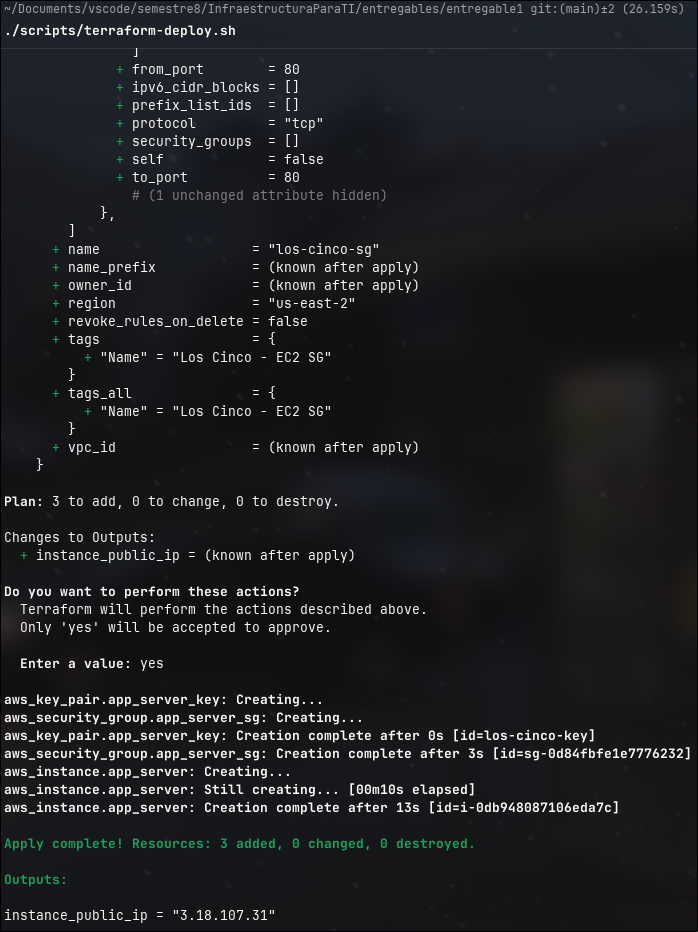 ~/Documents/vscode/semestre8/InfraestructuraParaTI/entregables/entregable1 git:(main)±2 (26.159s)
./scripts/terraform-deploy.sh
]
+ from_port        = 80
+ ipv6_cidr_blocks = []
+ prefix_list_ids  = []
+ protocol         = "tcp"
+ security_groups  = []
+ self             = false
+ to_port          = 80
# (1 unchanged attribute hidden)
},
]
+ name                   = "los-cinco-sg"
+ name_prefix            = (known after apply)
+ owner_id               = (known after apply)
+ region                 = "us-east-2"
+ revoke_rules_on_delete = false
+ tags                   = {
+ "Name" = "Los Cinco - EC2 SG"
}
+ tags_all               = {
+ "Name" = "Los Cinco - EC2 SG"
}
+ vpc_id                 = (known after apply)
}
Plan: 3 to add, 0 to change, 0 to destroy.
Changes to Outputs:
+ instance_public_ip = (known after apply)
Do you want to perform these actions?
Terraform will perform the actions described above.
Only 'yes' will be accepted to approve.
Enter a value: yes
aws_key_pair.app_server_key: Creating...
aws_security_group.app_server_sg: Creating...
aws_key_pair.app_server_key: Creation complete after 0s [id=los-cinco-key]
aws_security_group.app_server_sg: Creation complete after 3s [id=sg-0d84fbfe1e7776232]
aws_instance.app_server: Creating...
aws_instance.app_server: Still creating... [00m10s elapsed]
aws_instance.app_server: Creation complete after 13s [id=i-0db948087106eda7c]
Apply complete! Resources: 3 added, 0 changed, 0 destroyed.
Outputs:
instance_public_ip = "3.18.107.31"